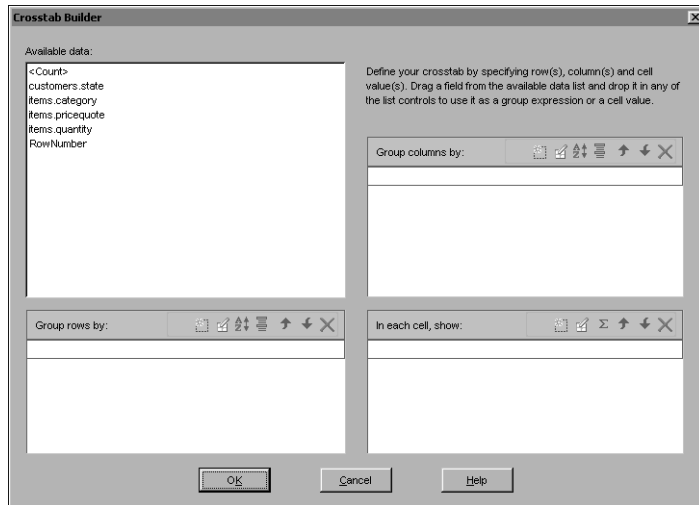 Crosstab Builder
Available data:
<Count>
customers.state
items.category
items.pricequote
items.quantity
RowNumber
Define your crosstab by specifying row(s), column(s) and cell
value(s). Drag a field from the available data list and drop it in any of
the list controls to use it as a group expression or a cell value.
Group columns by:
Group rows by:
In each cell, show:
OK
Cancel
Help